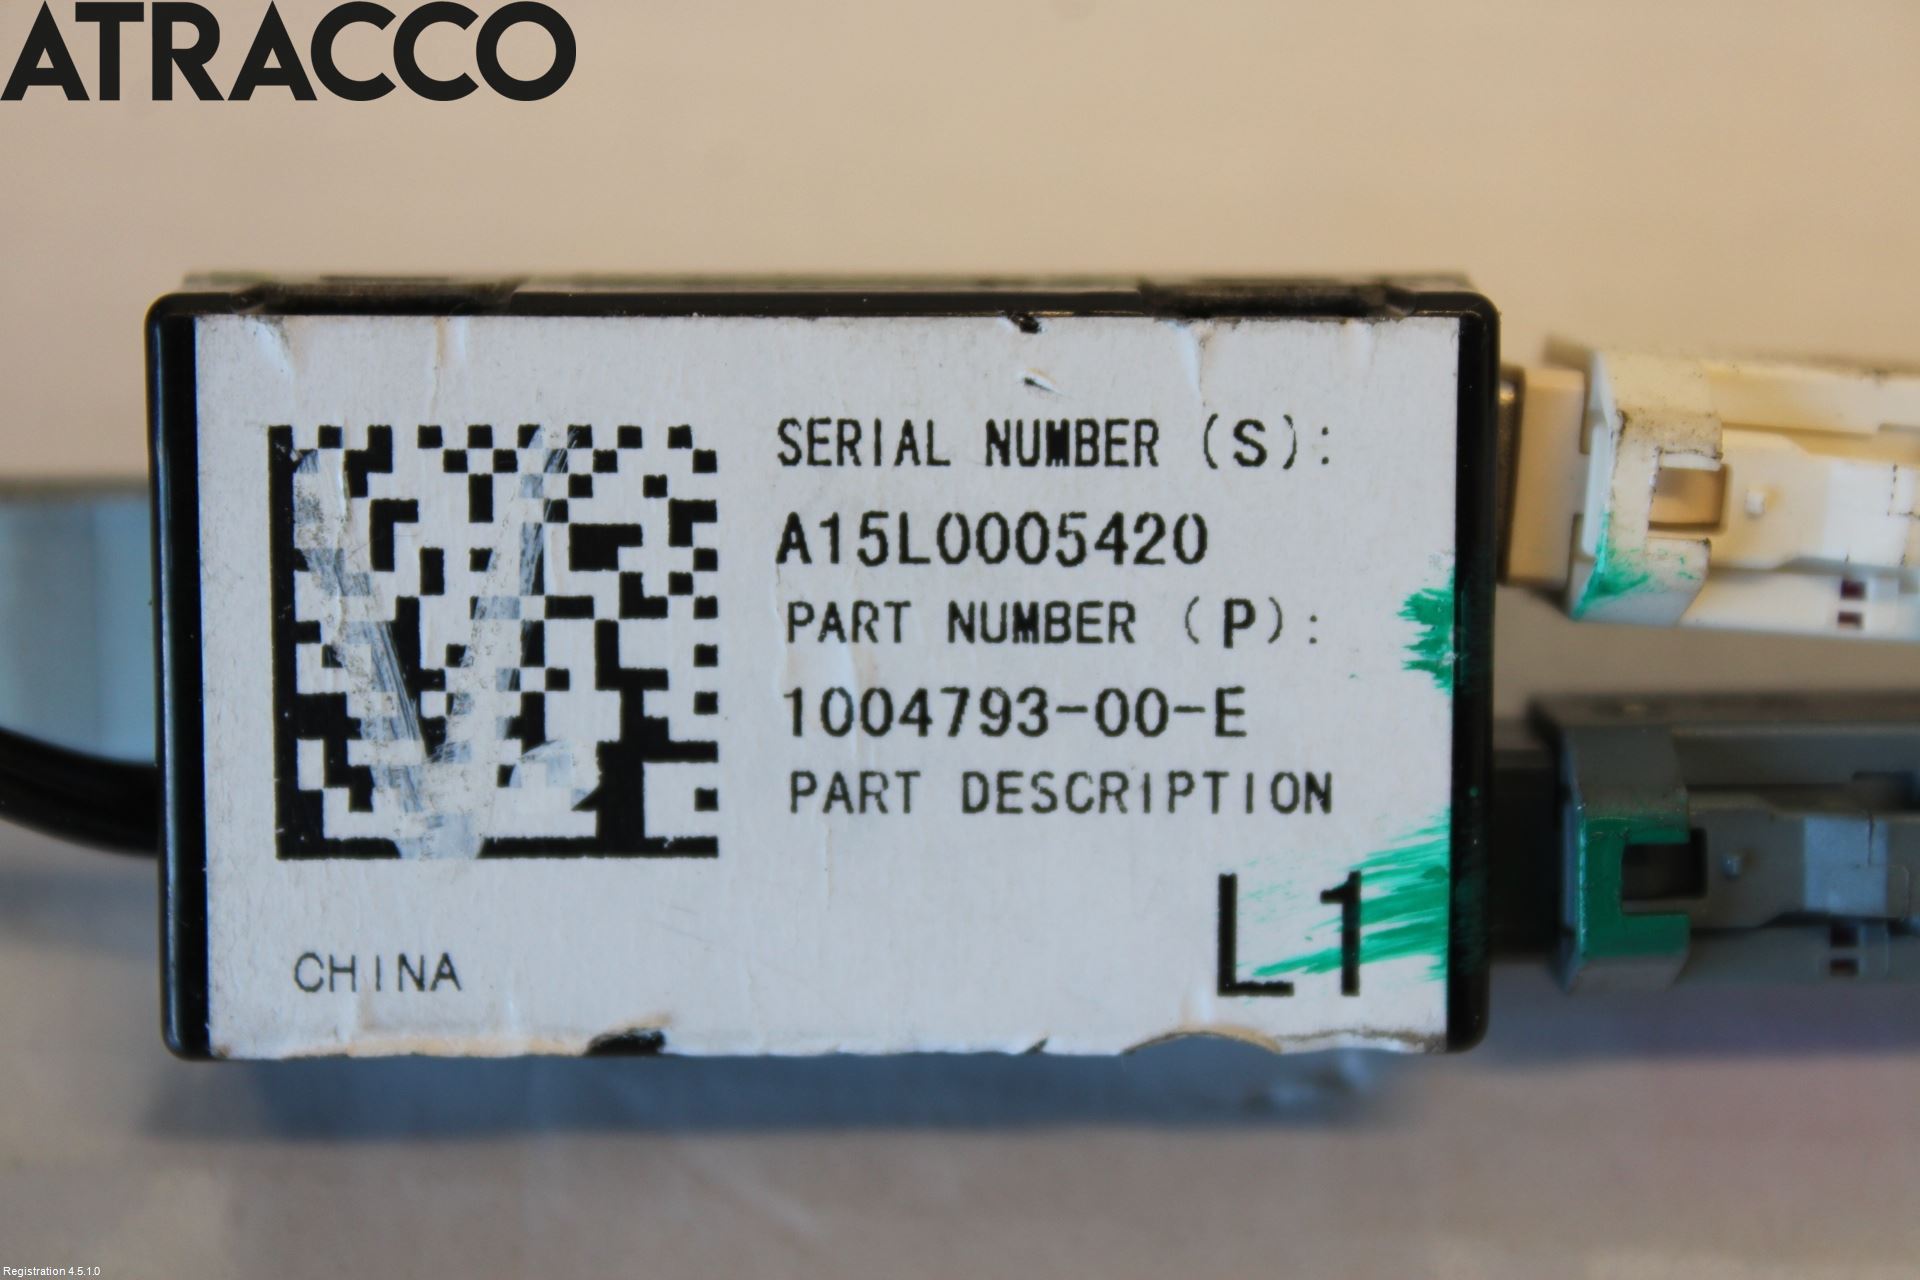 ATRACCO
SERIAL NUMBER (S):
A15L0005420
PART NUMBER (P):
1004793-00-E
PART DESCRIPTION
L1
CHINA
Registration 4.5.1.0